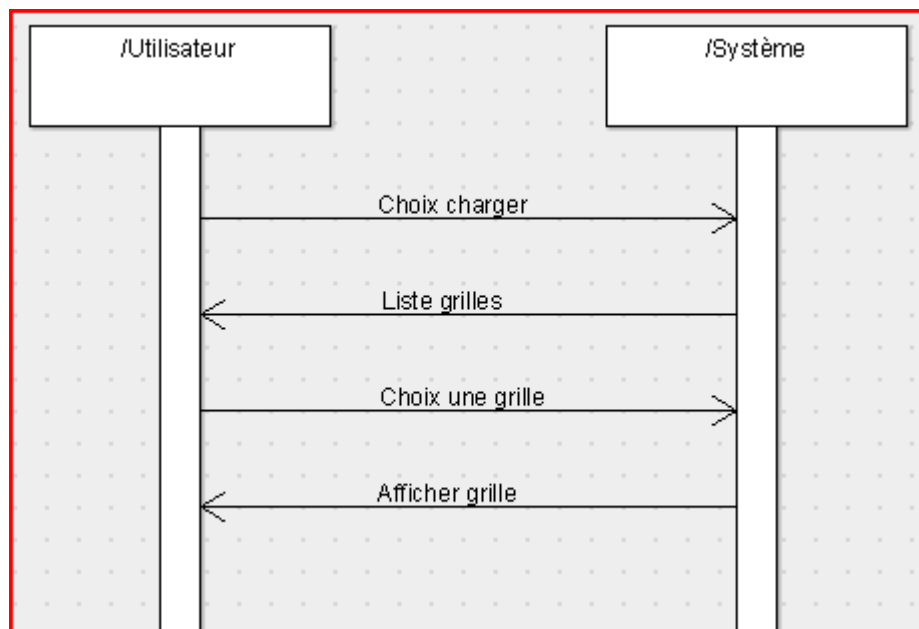 /Utilisateur
/Système
Choix charger
Liste grilles
Choix une grille
Afficher grille